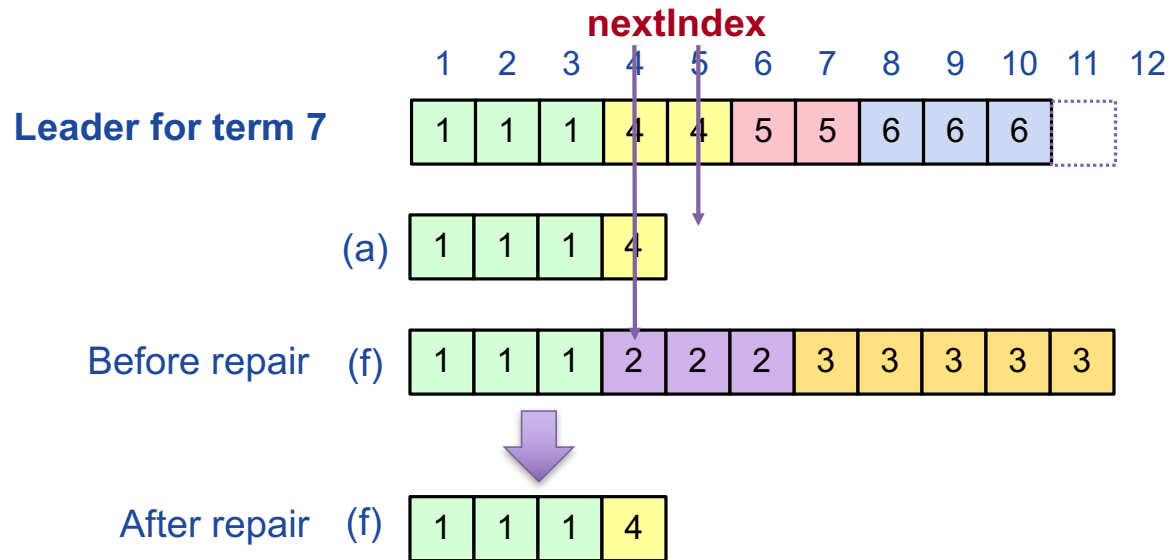 nextIndex
1 2 3 4 5 6 7 8 9 10 11 12
Leader for term 7 1 1 1 4 4 5 5 6 6 6
(a) 1 1 1 4
Before repair (f) 1 1 1 2 2 2 3 3 3 3 3
After repair (f) 1 1 1 4